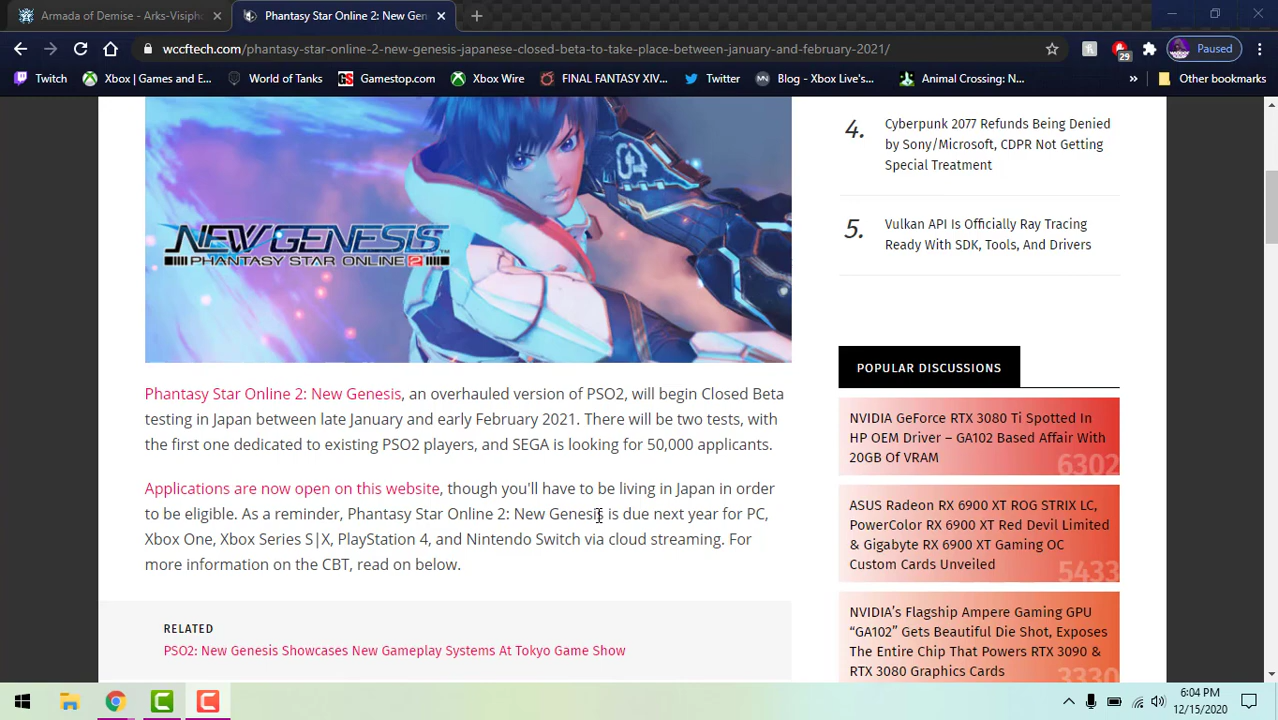 Armada of Demise - Arks-Visiph
Phantasy Star Online 2: New Gen
wccftech.com/phantasy-star-online-2-new-genesis-japanese-closed-beta-to-take-place-between-january-and-february-2021/
29
Paused
Twitch
Xbox | Games and E...
World of Tanks
Gamestop.com
Xbox Wire
FINAL FANTASY XIV...
Twitter
Blog - Xbox Live's...
Animal Crossing: N...
»
Other bookmarks
04
NEW GENESIS
PHANTASY STAR ONLINE 2
Phantasy Star Online 2: New Genesis, an overhauled version of PSO2, will begin Closed Beta
testing in Japan between late January and early February 2021. There will be two tests, with
the first one dedicated to existing PSO2 players, and SEGA is looking for 50,000 applicants.
Applications are now open on this website, though you'll have to be living in Japan in order
to be eligible. As a reminder, Phantasy Star Online 2: New Genesis is due next year for PC,
Xbox One, Xbox Series S|X, PlayStation 4, and Nintendo Switch via cloud streaming. For
more information on the CBT, read on below.
RELATED
PSO2: New Genesis Showcases New Gameplay Systems At Tokyo Game Show
4.
Cyberpunk 2077 Refunds Being Denied
by Sony/Microsoft, CDPR Not Getting
Special Treatment
5.
Vulkan API Is Officially Ray Tracing
Ready With SDK, Tools, And Drivers
POPULAR DISCUSSIONS
NVIDIA GeForce RTX 3080 Ti Spotted In
HP OEM Driver – GA102 Based Affair With
20GB Of VRAM
6302
ASUS Radeon RX 6900 XT ROG STRIX LC,
PowerColor RX 6900 XT Red Devil Limited
& Gigabyte RX 6900 XT Gaming OC
Custom Cards Unveiled
5433
NVIDIA's Flagship Ampere Gaming GPU
“GA102” Gets Beautiful Die Shot, Exposes
The Entire Chip That Powers RTX 3090 &
RTX 3080 Graphics Cards
3330
6:04 PM
12/15/2020